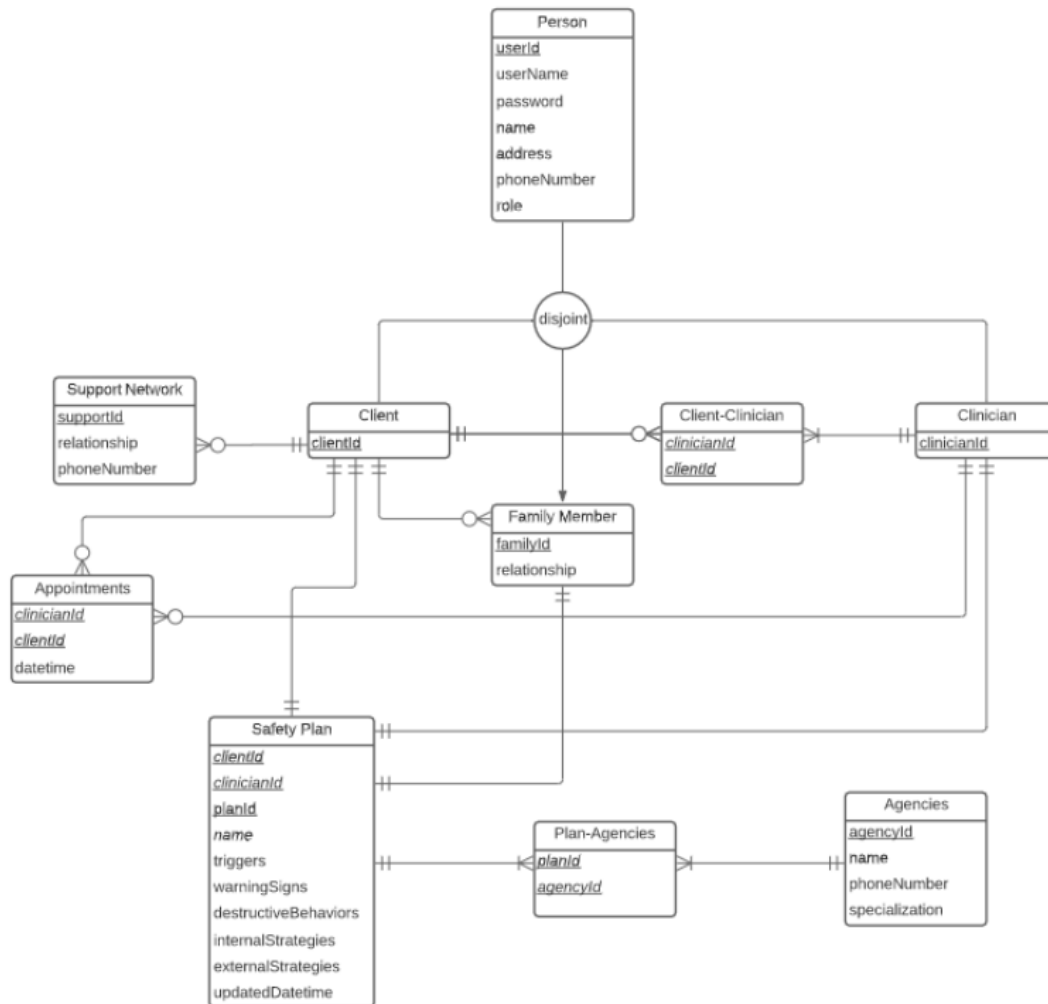 Person
userId
userName
password
name
address
phoneNumber
role
disjoint
Support Network
supportId
relationship
phoneNumber
Client
clientId
Client-Clinician
clinicianId
clientId
Clinician
clinicianId
Family Member
familyId
relationship
Appointments
clinicianId
clientId
datetime
Safety Plan
clientId
clinicianId
planId
name
triggers
warningSigns
destructiveBehaviors
internalStrategies
externalStrategies
updatedDatetime
Plan-Agencies
planId
agencyId
Agencies
agencyId
name
phoneNumber
specialization